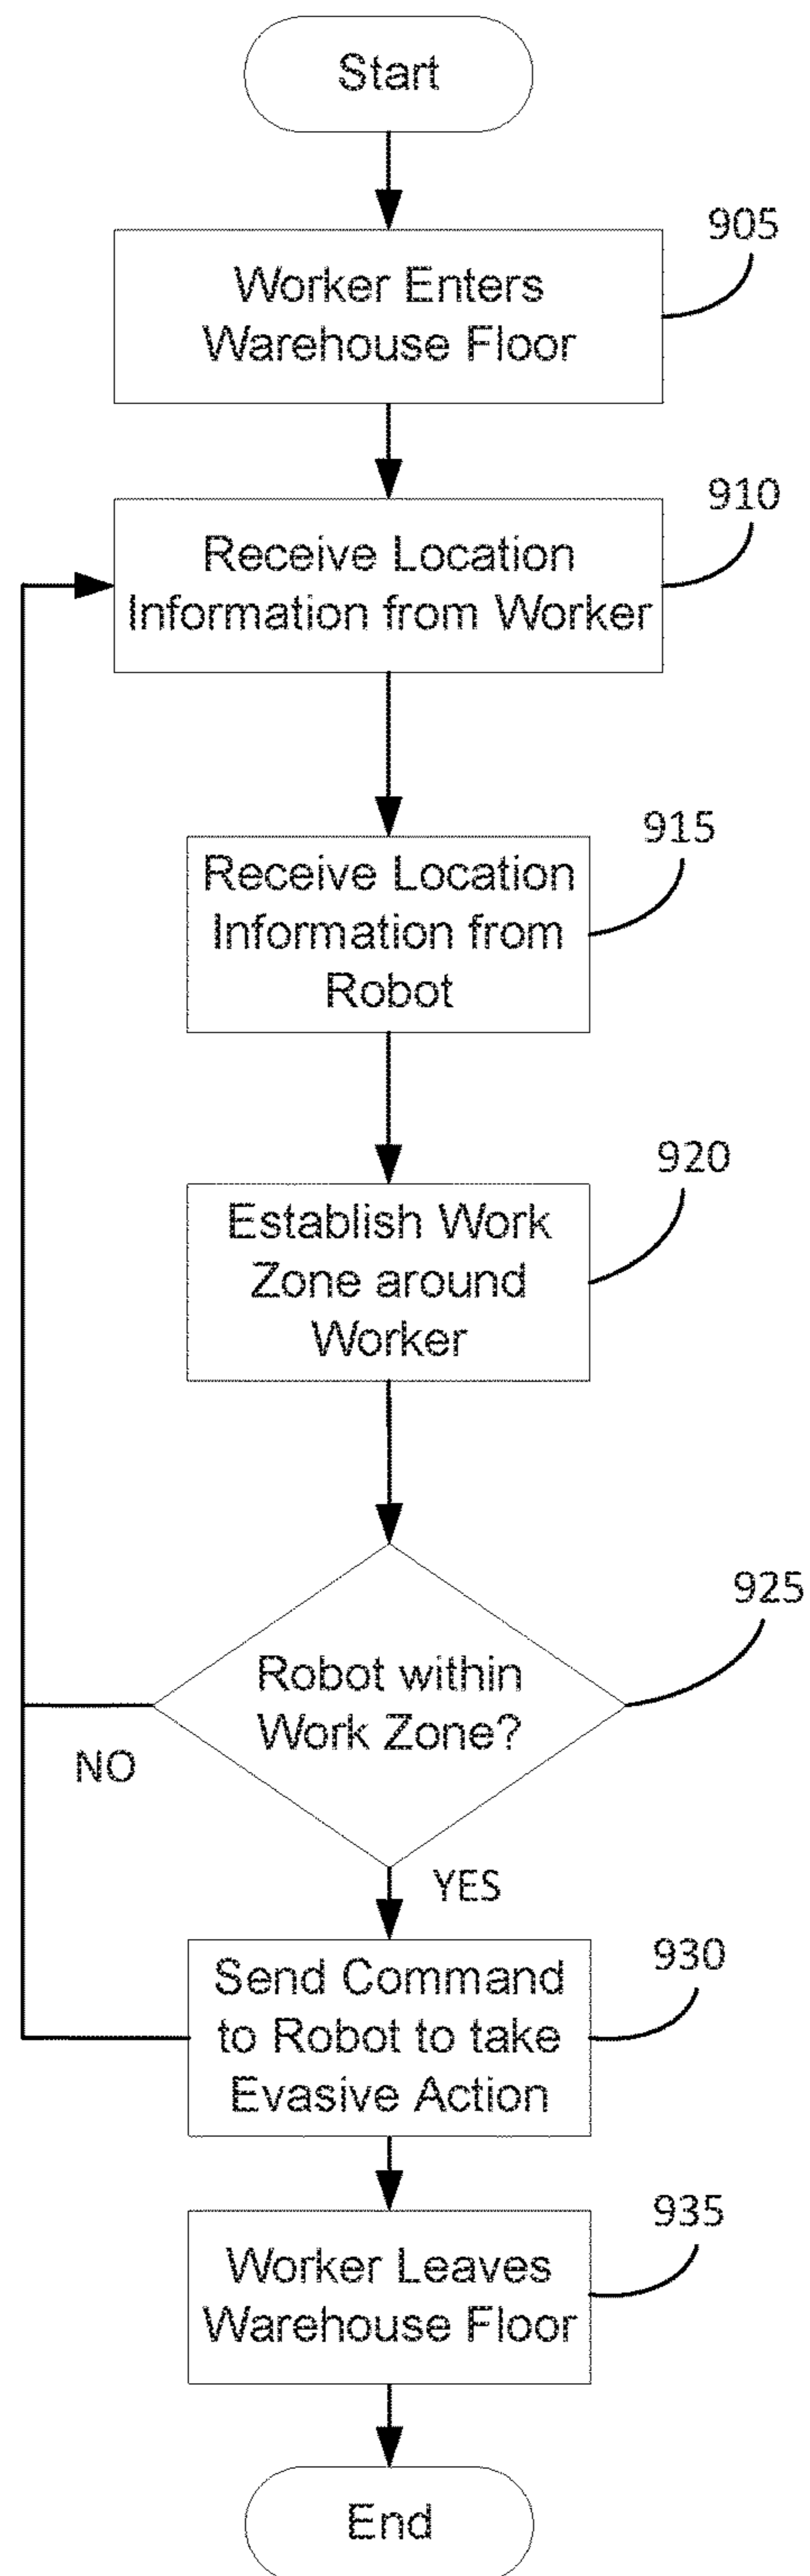 Start
905
Worker Enters
Warehouse Floor
910
Receive Location
Information from Worker
915
Receive Location
Information from
Robot
920
Establish Work
Zone around
Worker
925
Robot within
Work Zone?
NO
YES
930
Send Command
to Robot to take
Evasive Action
935
Worker Leaves
Warehouse Floor
End